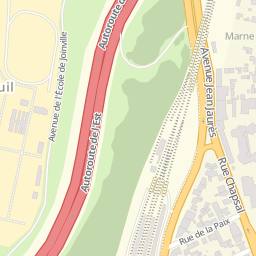 Autoroute d
Marne
Avenue de l'École de Joinville
Avenue Jean Jaurès
uil
Autoroute de l'Est
Rue Chapsal
Rue de la Paix